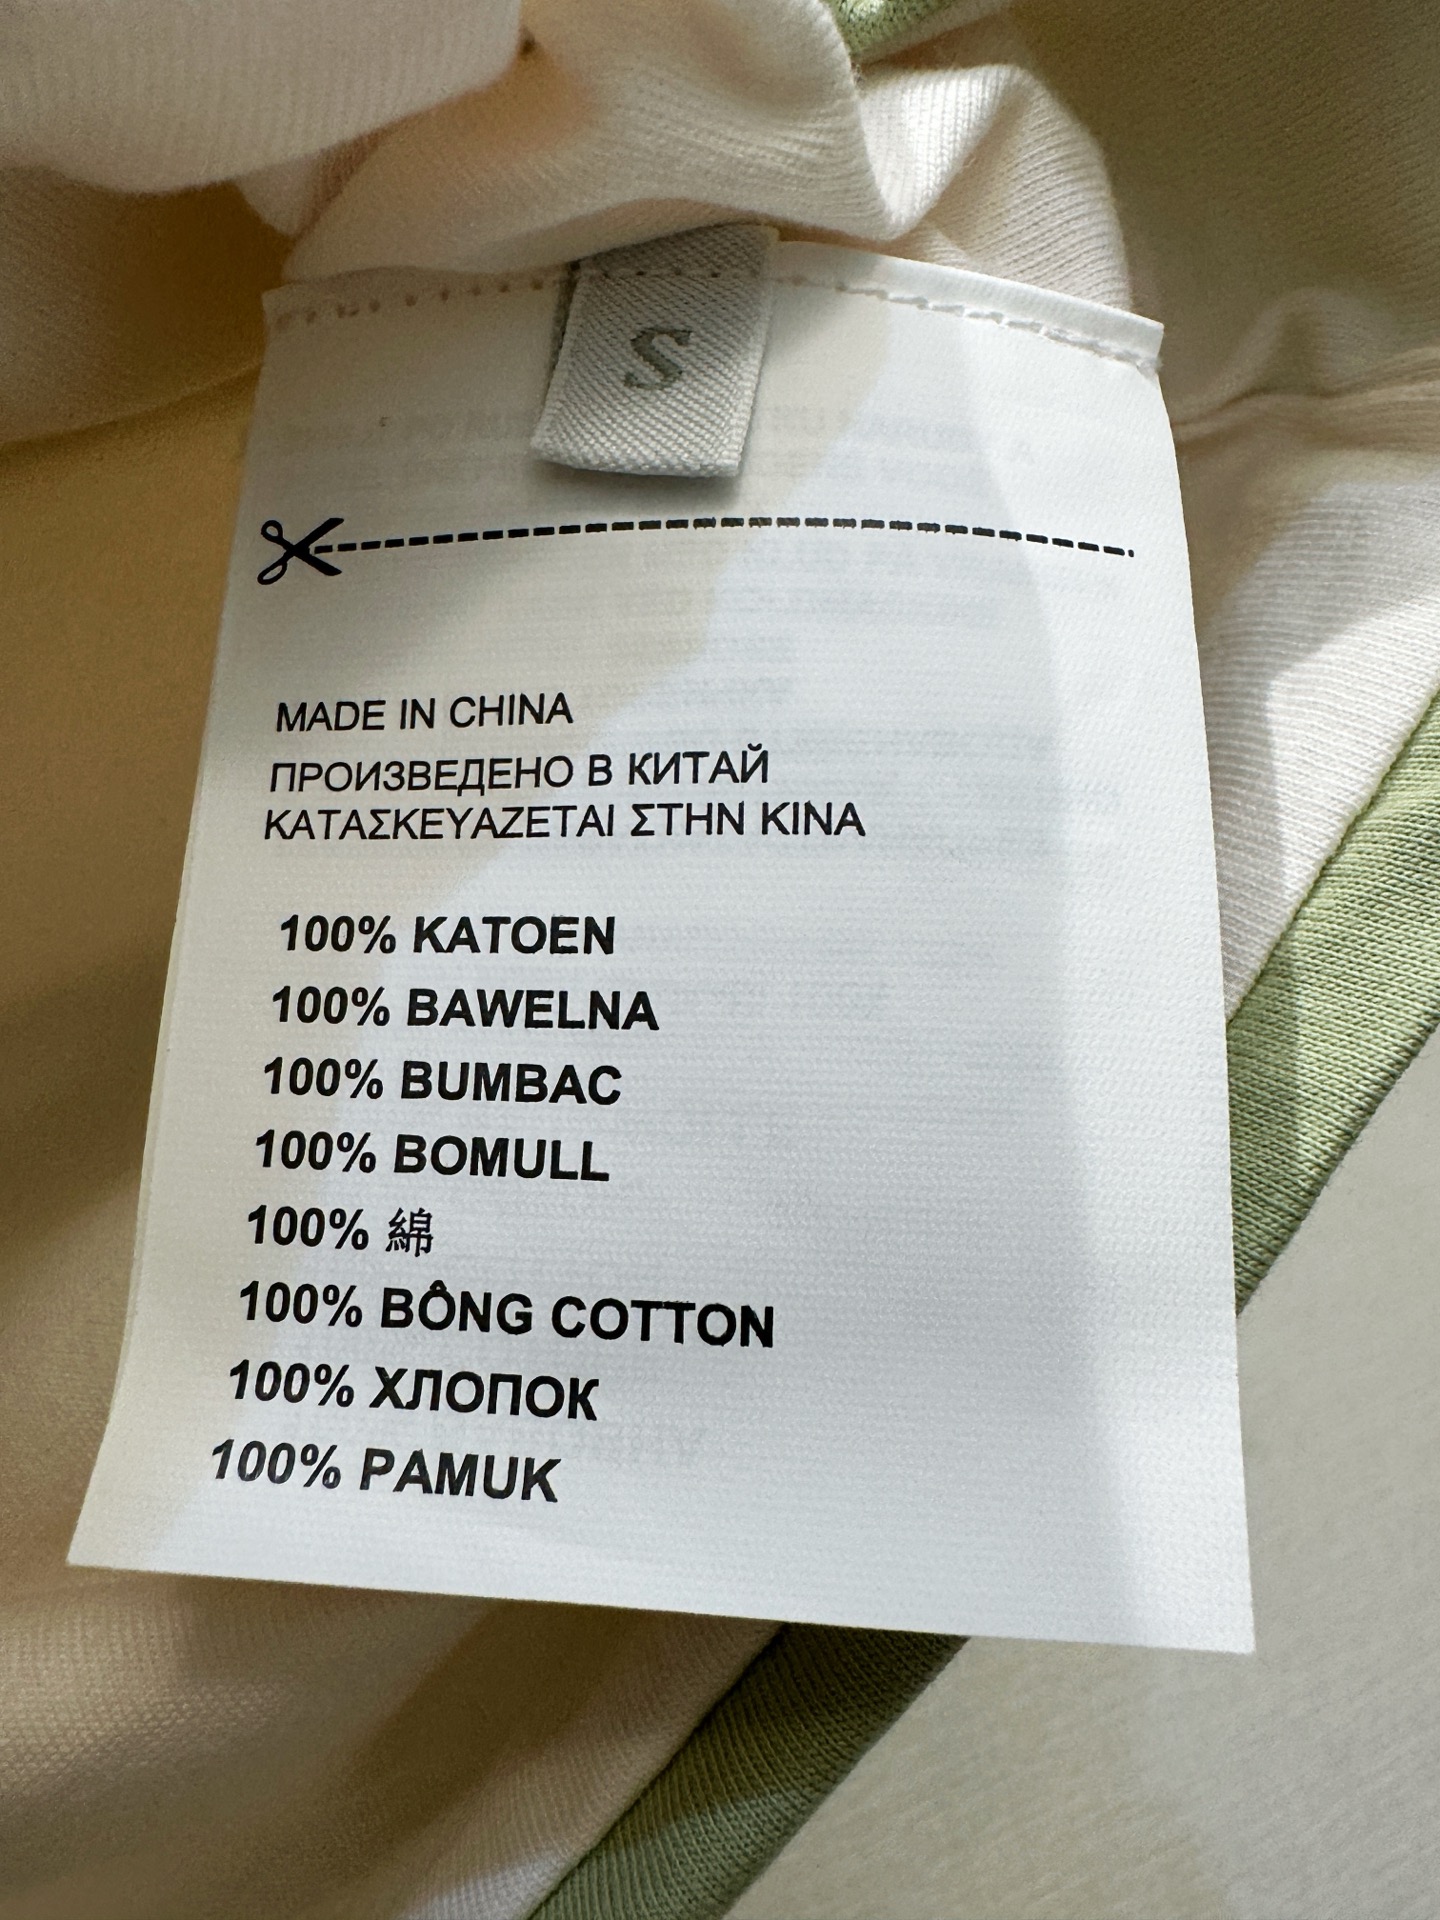 S
MADE IN CHINA
ПРОИЗВЕДЕНО В КИТАЙ
ΚΑΤΑΣΚΕΥΑΖΕΤΑΙ ΣΤΗΝ ΚΙΝΑ
100% KATOEN
100% BAWELNA
100% BUMBAC
100% BOMULL
100% 綿
100% BÔNG COTTON
100% ХЛОПОК
100% PAMUK